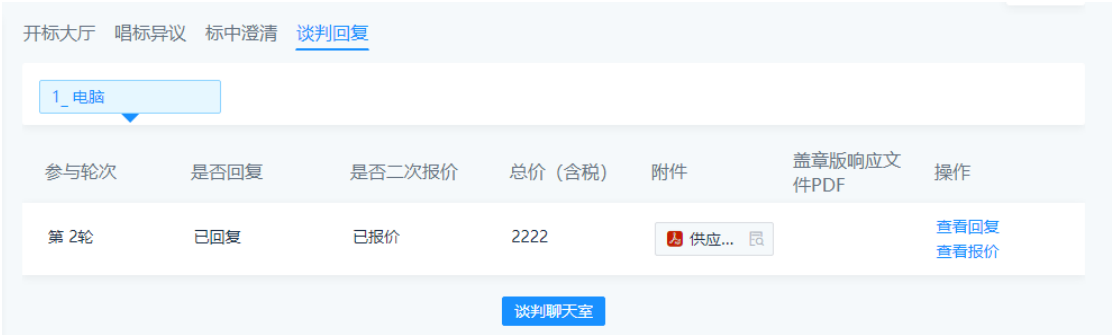 开标大厅 唱标异议 标中澄清 谈判回复
1_ 电脑
参与轮次 是否回复 是否二次报价 总价（含税） 附件 盖章版响应文件PDF 操作
第 2轮 已回复 已报价 2222 供应... 查看回复
查看报价
谈判聊天室